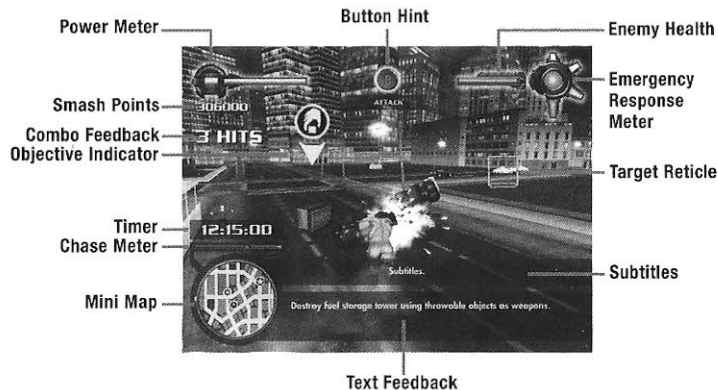 Button Hint
Power Meter
Enemy Health
ATTACK
Emergency
Response
Meter
Smash Points
306000
Combo Feedback
3 HITS
Objective Indicator
Target Reticle
Timer
12:15:00
Chase Meter
Subtitles.
Subtitles
Mini Map
Destroy fuel storage tower using throwable objects as weapons.
Text Feedback